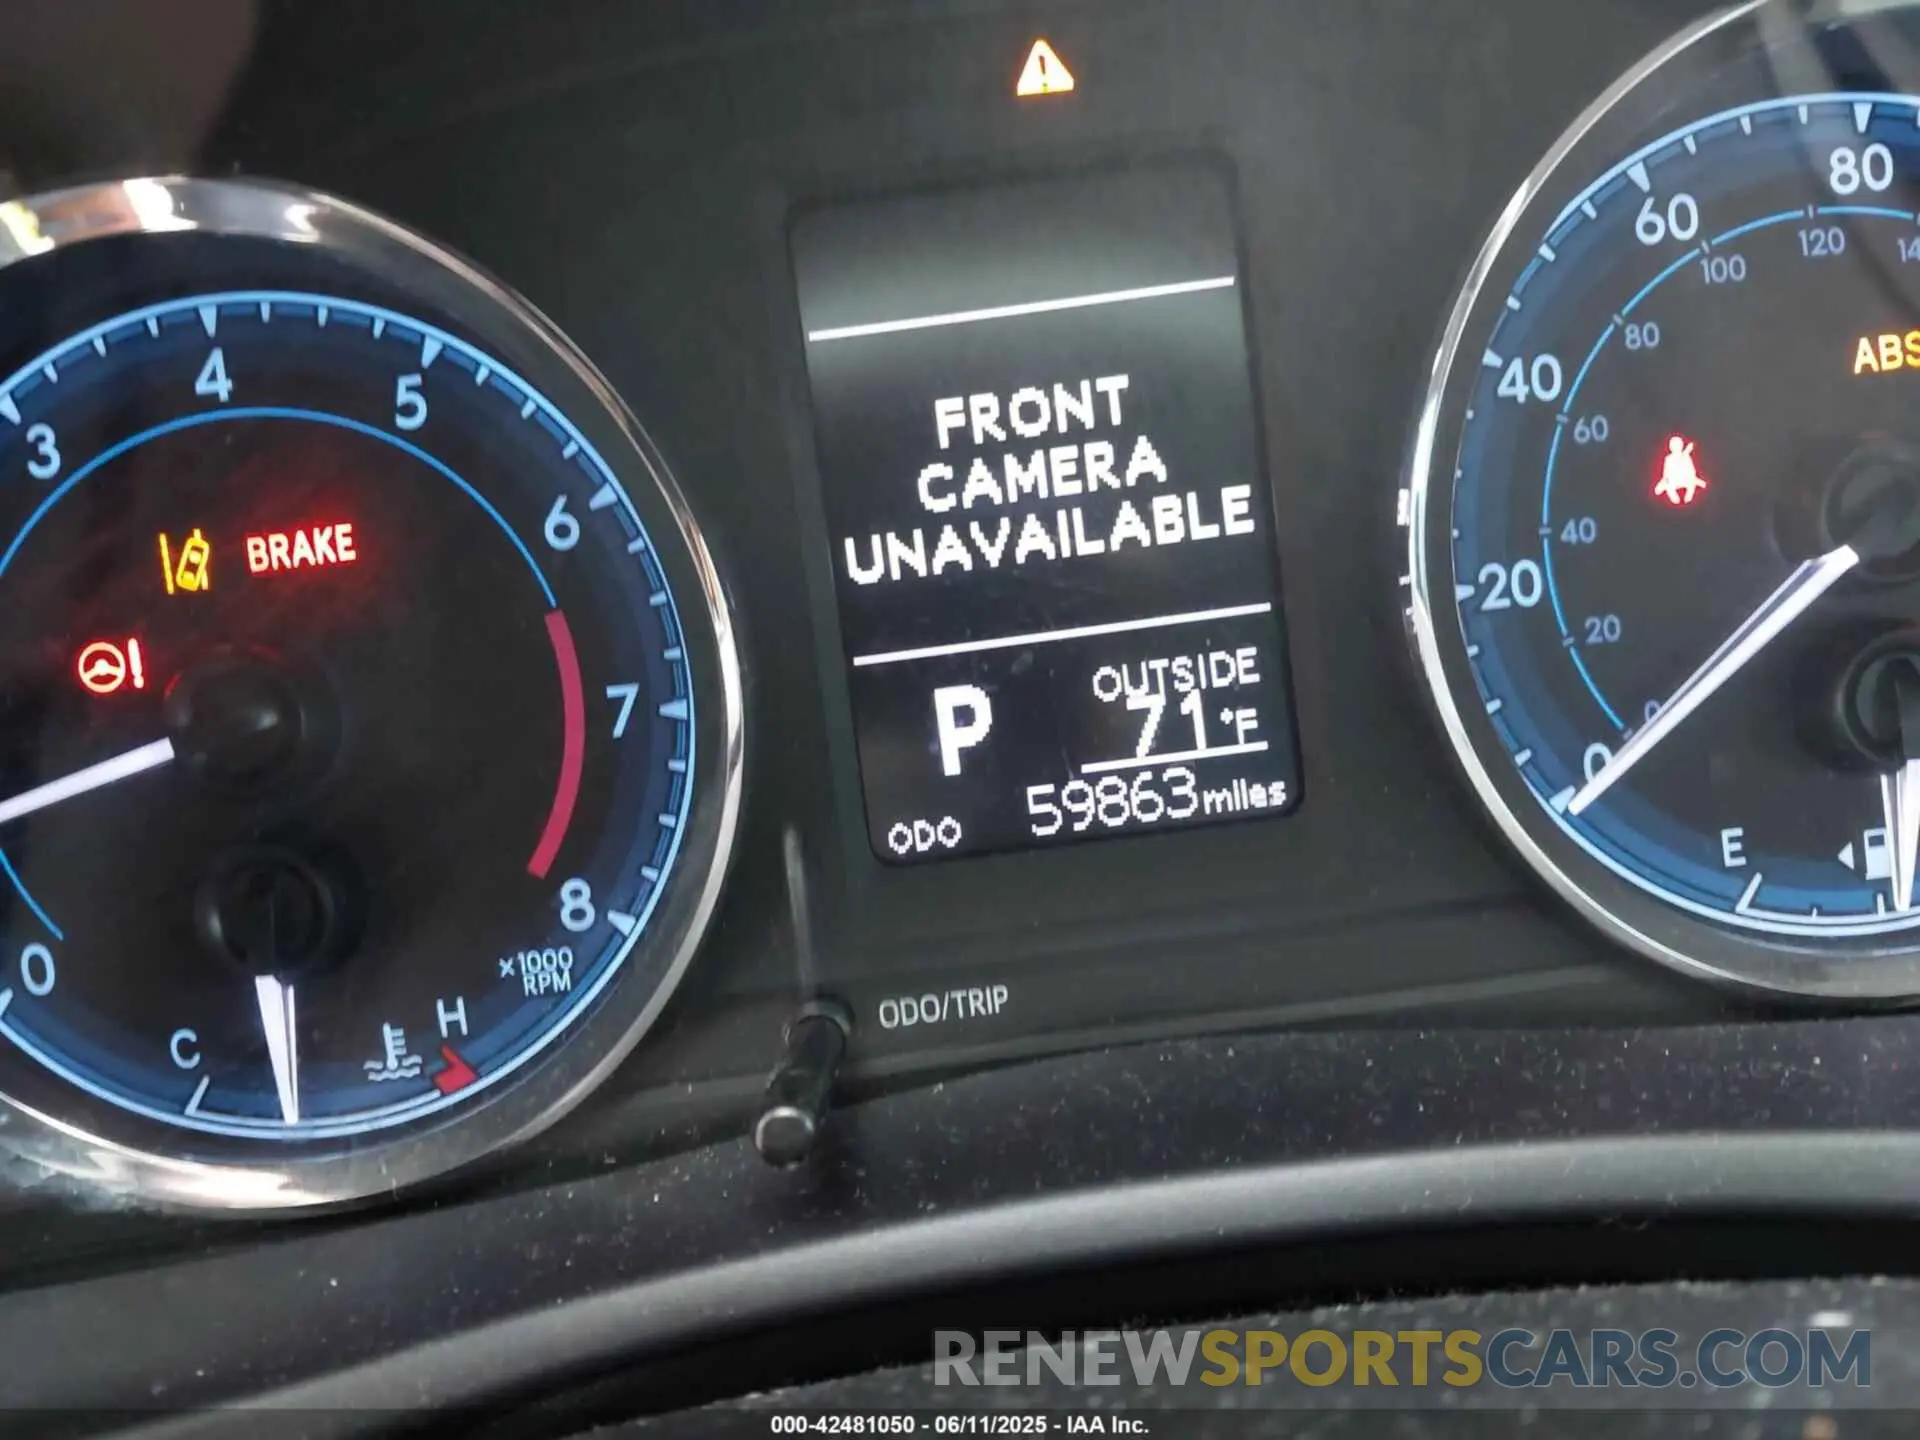 3 4 5 6 7 8 0
BRAKE
×1000
RPM
C H
FRONT
CAMERA
UNAVAILABLE
P
OUTSIDE
71 °F
ODO 59863 miles
ODO/TRIP
0 20 40 60 80
0 20 40 60 80 100 120
ABS
E
RENEWSPORTSCARS.COM
000-42481050 - 06/11/2025 - IAA Inc.